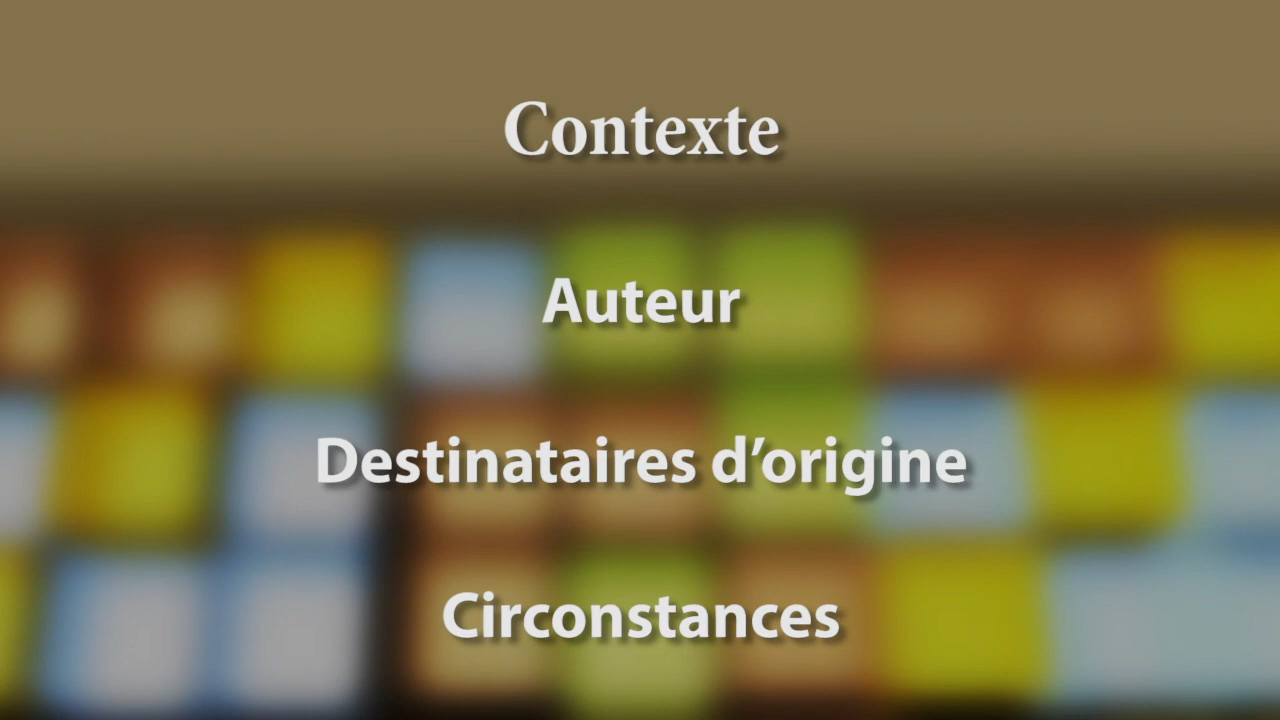 Contexte
Auteur
Destinataires d’origine
Circonstances